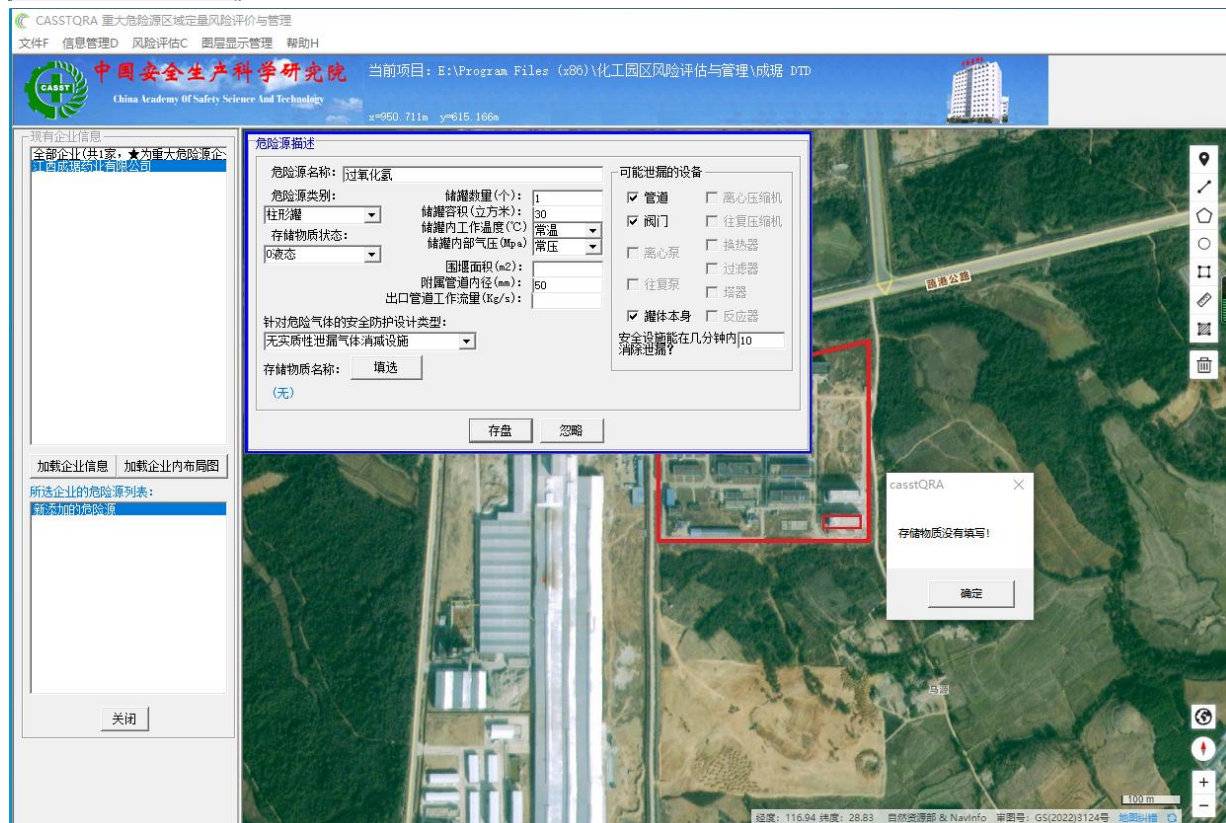 CASSTQRA 重大危险源区域定量风险评价与管理
文件F 信息管理D 风险评估C 图层显示管理 帮助H
CASST
中国安全生产科学研究院
China Academy Of Safety Science And Technology
当前项目: E:\Program Files (x86)\化工园区风险评估与管理\成琚 DTD
x=950.711m y=615.166m
现有企业信息
全部企业(共1家，★为重大危险源企
江西成琚药业有限公司
加载企业信息 加载企业内布局图
所选企业的危险源列表:
新添加的危险源
关闭
危险源描述
危险源名称: 过氧化氢
危险源类别:
柱形罐
存储物质状态:
0液态
储罐数量(个): 1
储罐容积(立方米): 30
储罐内工作温度(℃) 常温
储罐内部气压(Mpa) 常压
围堰面积(m2):
附属管道内径(mm): 50
出口管道工作流量(Kg/s):
针对危险气体的安全防护设计类型:
无实质性泄漏气体消减设施
存储物质名称: 填选
(无)
可能泄漏的设备
管道 离心压缩机
阀门 往复压缩机
离心泵 换热器
过滤器
往复泵 塔器
罐体本身 反应器
安全设施能在几分钟内 10
消除泄漏?
存盘 忽略
casstQRA
存储物质没有填写!
确定
马源
100 m
经度: 116.94 纬度: 28.83 自然资源部 & NavInfo 审图号: GS(2022)3124号 地图纠错